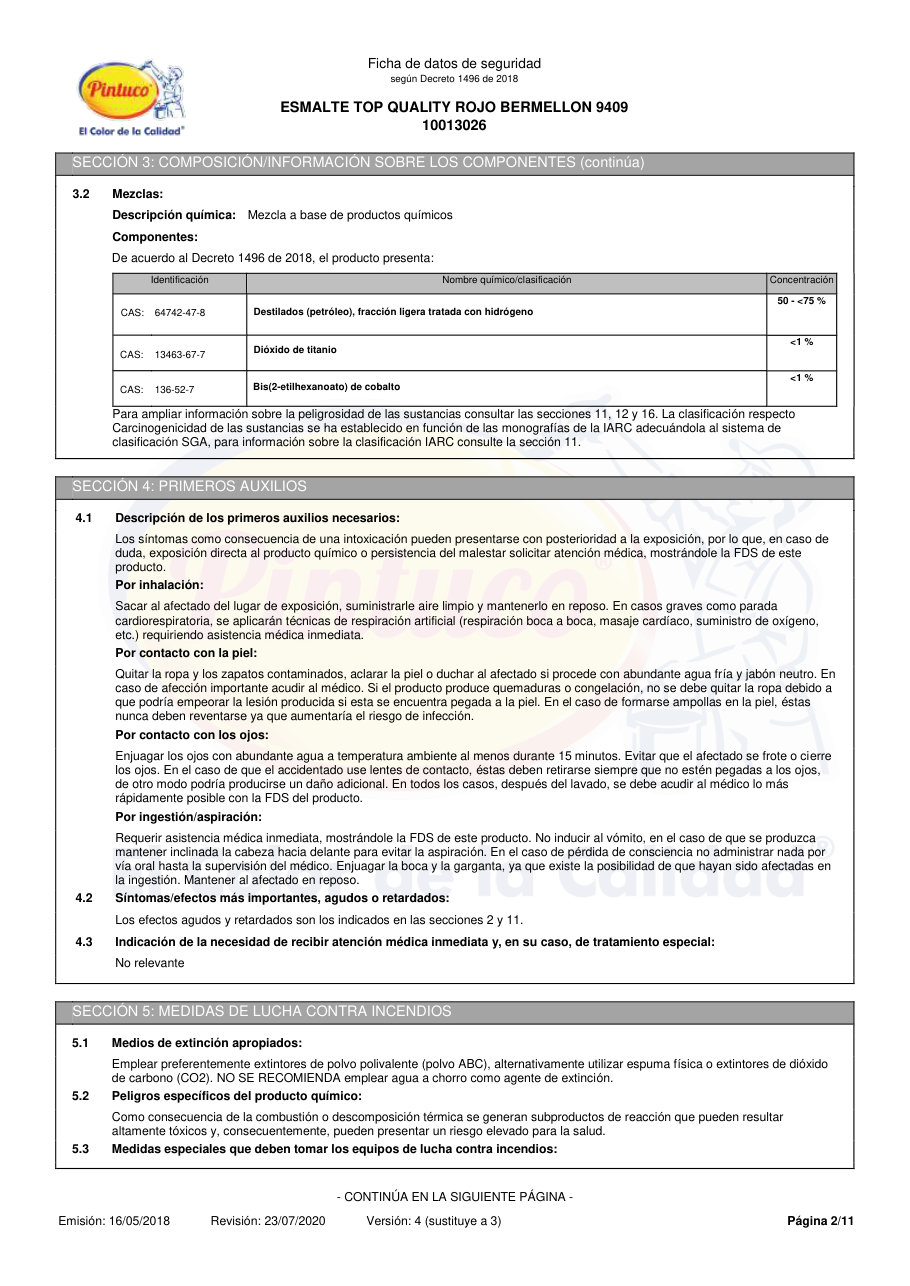 Pintuco®
El Color de la Calidad®
Ficha de datos de seguridad
según Decreto 1496 de 2018
ESMALTE TOP QUALITY ROJO BERMELLON 9409
10013026
SECCIÓN 3: COMPOSICIÓN/INFORMACIÓN SOBRE LOS COMPONENTES (continúa)
3.2 Mezclas:
Descripción química: Mezcla a base de productos químicos
Componentes:
De acuerdo al Decreto 1496 de 2018, el producto presenta:
Identificación Nombre químico/clasificación Concentración
CAS: 64742-47-8 Destilados (petróleo), fracción ligera tratada con hidrógeno 50 - <75 %
CAS: 13463-67-7 Dióxido de titanio <1 %
CAS: 136-52-7 Bis(2-etilhexanoato) de cobalto <1 %
Para ampliar información sobre la peligrosidad de las sustancias consultar las secciones 11, 12 y 16. La clasificación respecto
Carcinogenicidad de las sustancias se ha establecido en función de las monografías de la IARC adecuándola al sistema de
clasificación SGA, para información sobre la clasificación IARC consulte la sección 11.
SECCIÓN 4: PRIMEROS AUXILIOS
4.1 Descripción de los primeros auxilios necesarios:
Los síntomas como consecuencia de una intoxicación pueden presentarse con posterioridad a la exposición, por lo que, en caso de
duda, exposición directa al producto químico o persistencia del malestar solicitar atención médica, mostrándole la FDS de este
producto.
Por inhalación:
Sacar al afectado del lugar de exposición, suministrarle aire limpio y mantenerlo en reposo. En casos graves como parada
cardiorespiratoria, se aplicarán técnicas de respiración artificial (respiración boca a boca, masaje cardíaco, suministro de oxígeno,
etc.) requiriendo asistencia médica inmediata.
Por contacto con la piel:
Quitar la ropa y los zapatos contaminados, aclarar la piel o duchar al afectado si procede con abundante agua fría y jabón neutro. En
caso de afección importante acudir al médico. Si el producto produce quemaduras o congelación, no se debe quitar la ropa debido a
que podría empeorar la lesión producida si esta se encuentra pegada a la piel. En el caso de formarse ampollas en la piel, éstas
nunca deben reventarse ya que aumentaría el riesgo de infección.
Por contacto con los ojos:
Enjuagar los ojos con abundante agua a temperatura ambiente al menos durante 15 minutos. Evitar que el afectado se frote o cierre
los ojos. En el caso de que el accidentado use lentes de contacto, éstas deben retirarse siempre que no estén pegadas a los ojos,
de otro modo podría producirse un daño adicional. En todos los casos, después del lavado, se debe acudir al médico lo más
rápidamente posible con la FDS del producto.
Por ingestión/aspiración:
Requerir asistencia médica inmediata, mostrándole la FDS de este producto. No inducir al vómito, en el caso de que se produzca
mantener inclinada la cabeza hacia delante para evitar la aspiración. En el caso de pérdida de consciencia no administrar nada por
vía oral hasta la supervisión del médico. Enjuagar la boca y la garganta, ya que existe la posibilidad de que hayan sido afectadas en
la ingestión. Mantener al afectado en reposo.
4.2 Síntomas/efectos más importantes, agudos o retardados:
Los efectos agudos y retardados son los indicados en las secciones 2 y 11.
4.3 Indicación de la necesidad de recibir atención médica inmediata y, en su caso, de tratamiento especial:
No relevante
SECCIÓN 5: MEDIDAS DE LUCHA CONTRA INCENDIOS
5.1 Medios de extinción apropiados:
Emplear preferentemente extintores de polvo polivalente (polvo ABC), alternativamente utilizar espuma física o extintores de dióxido
de carbono (CO2). NO SE RECOMIENDA emplear agua a chorro como agente de extinción.
5.2 Peligros específicos del producto químico:
Como consecuencia de la combustión o descomposición térmica se generan subproductos de reacción que pueden resultar
altamente tóxicos y, consecuentemente, pueden presentar un riesgo elevado para la salud.
5.3 Medidas especiales que deben tomar los equipos de lucha contra incendios:
- CONTINÚA EN LA SIGUIENTE PÁGINA -
Emisión: 16/05/2018 Revisión: 23/07/2020 Versión: 4 (sustituye a 3) Página 2/11